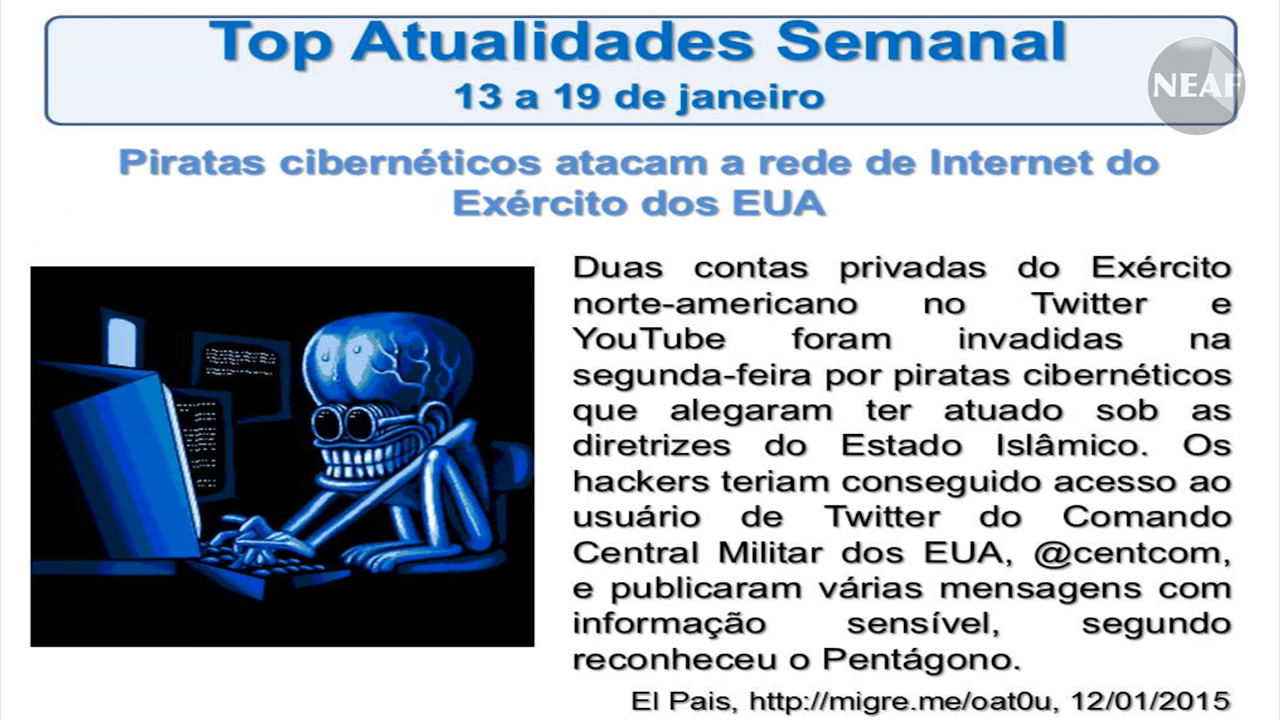 Top Atualidades Semanal
13 a 19 de janeiro
NEAF
Piratas cibernéticos atacam a rede de Internet do
Exército dos EUA
Duas contas privadas do Exército
norte-americano no Twitter e
YouTube foram invadidas na
segunda-feira por piratas cibernéticos
que alegaram ter atuado sob as
diretrizes do Estado Islâmico. Os
hackers teriam conseguido acesso ao
usuário de Twitter do Comando
Central Militar dos EUA, @centcom,
e publicaram várias mensagens com
informação sensível, segundo
reconheceu o Pentágono.
El Pais, http://migre.me/oat0u, 12/01/2015